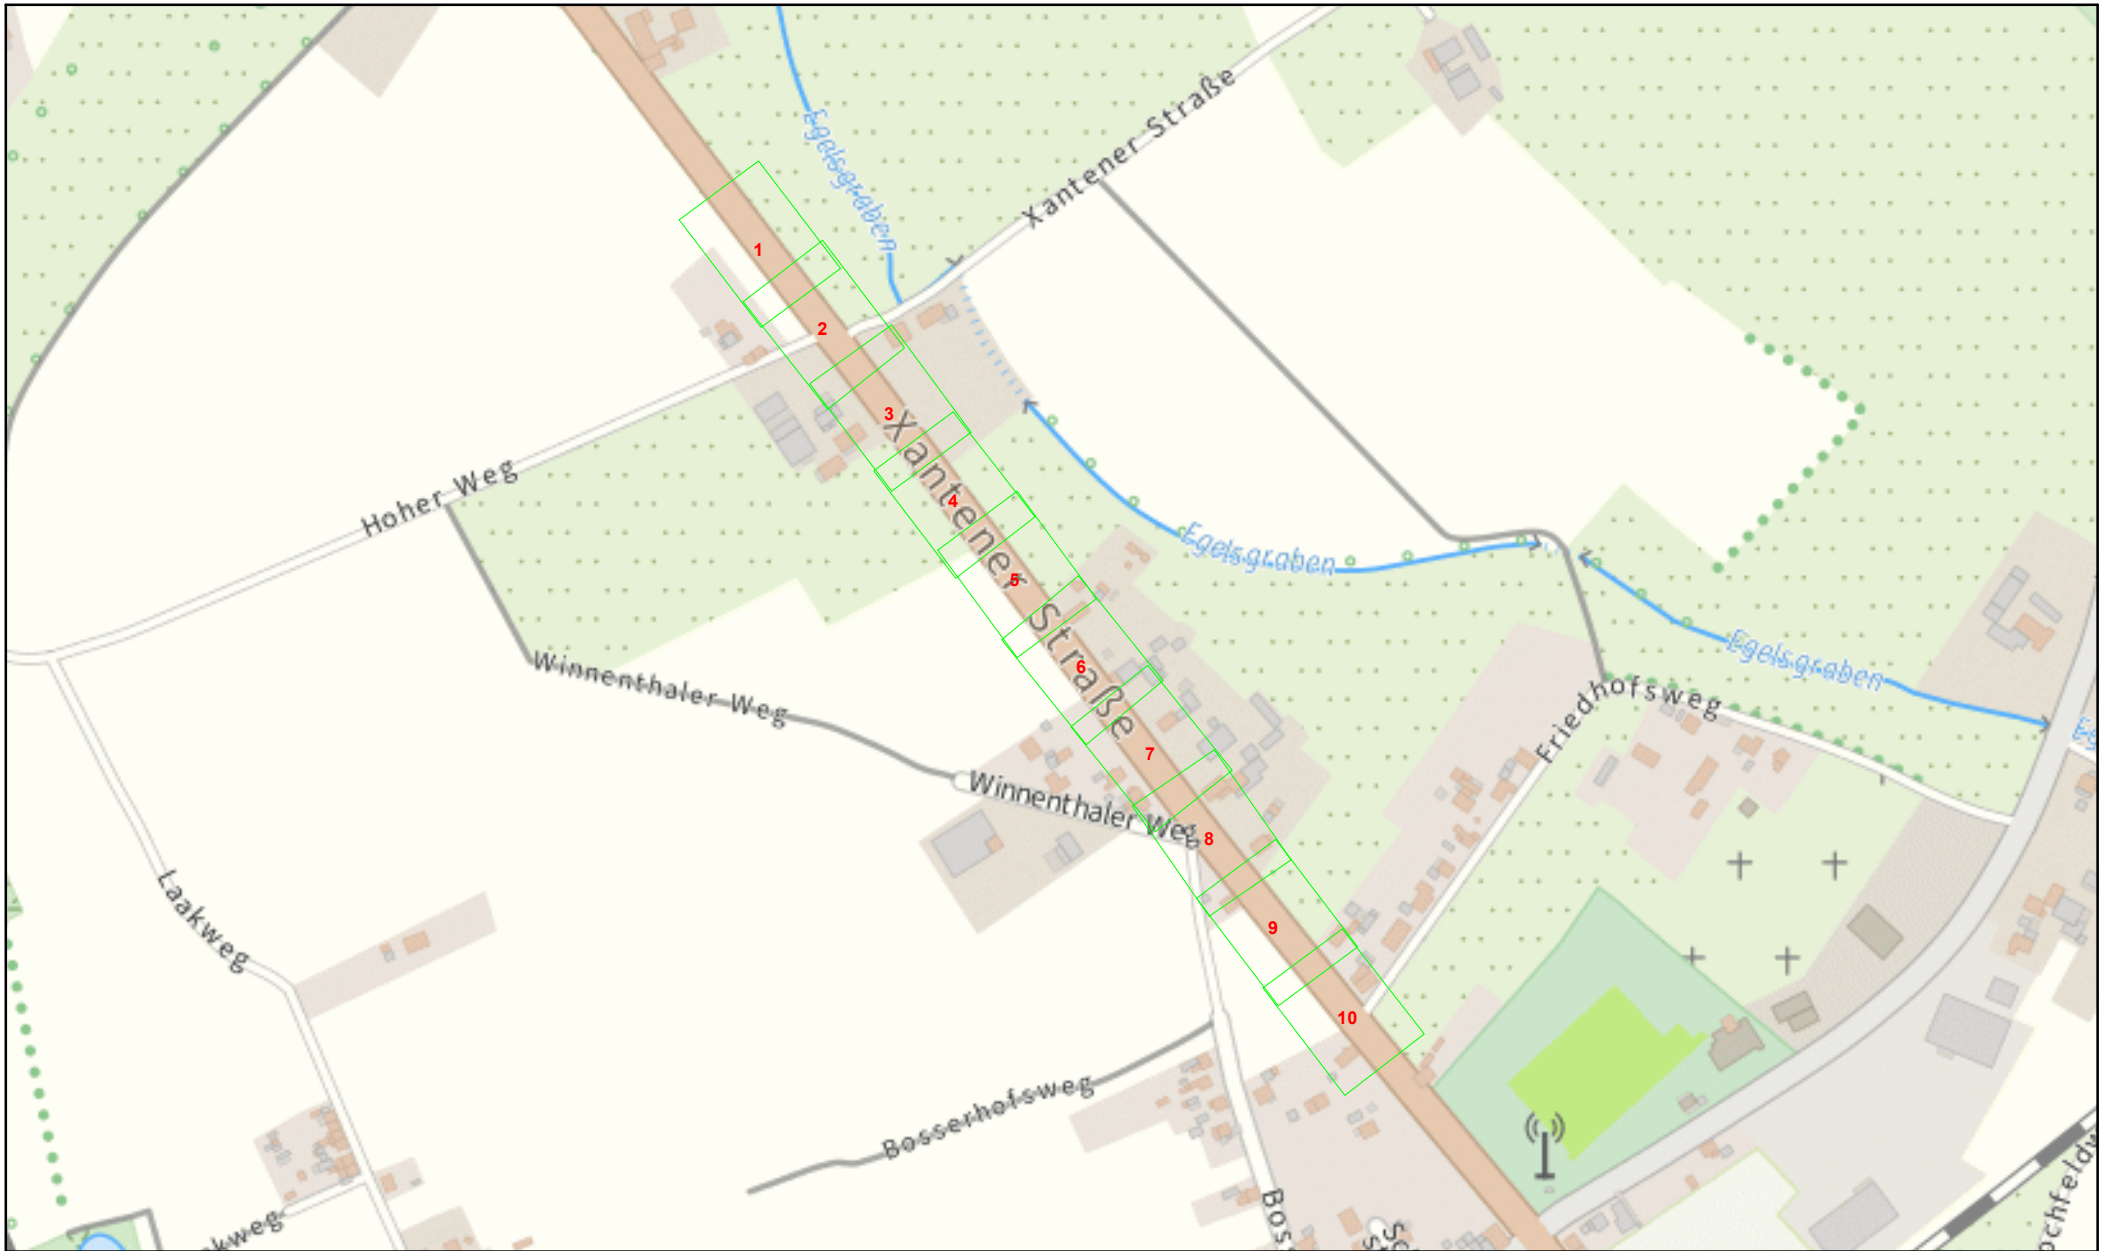 Egelsgraben
Xantener Straße
1
2
3
Xantener Straße
4
5
6
7
8
9
10
Hoher Weg
Egelsgraben
Winnenthaler Weg
Egelsgraben
Friedhofsweg
Winnenthaler Weg
Laakweg
Bosserhofsweg